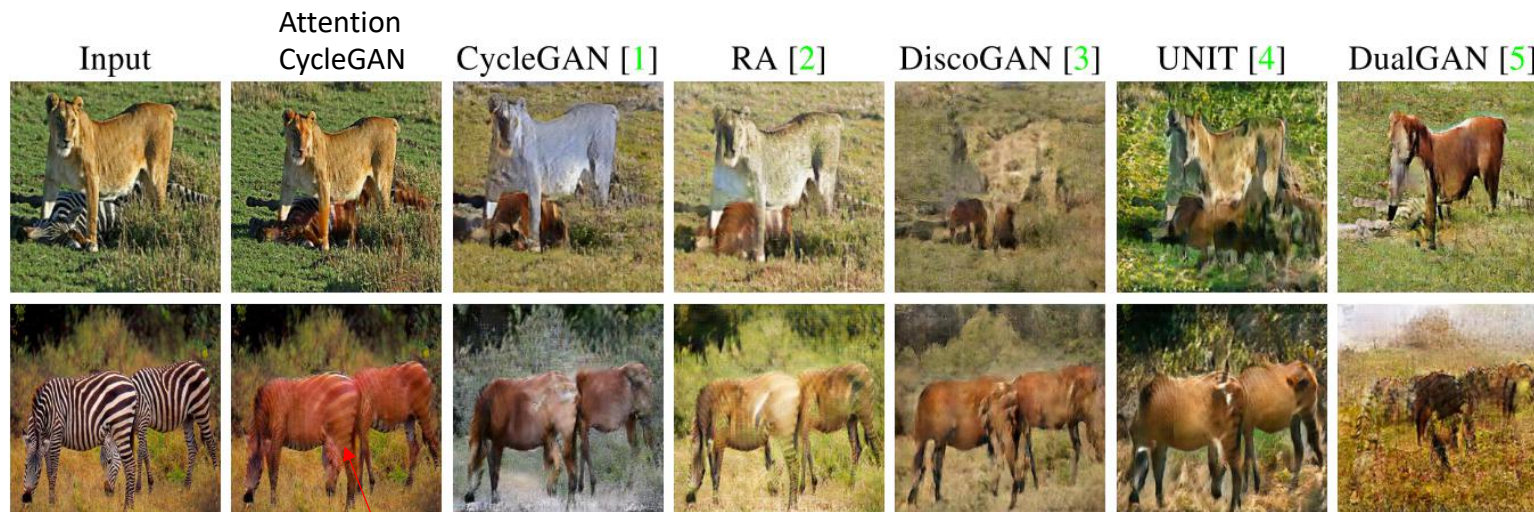 Input
Attention
CycleGAN
CycleGAN [1]
RA [2]
DiscoGAN [3]
UNIT [4]
DualGAN [5]